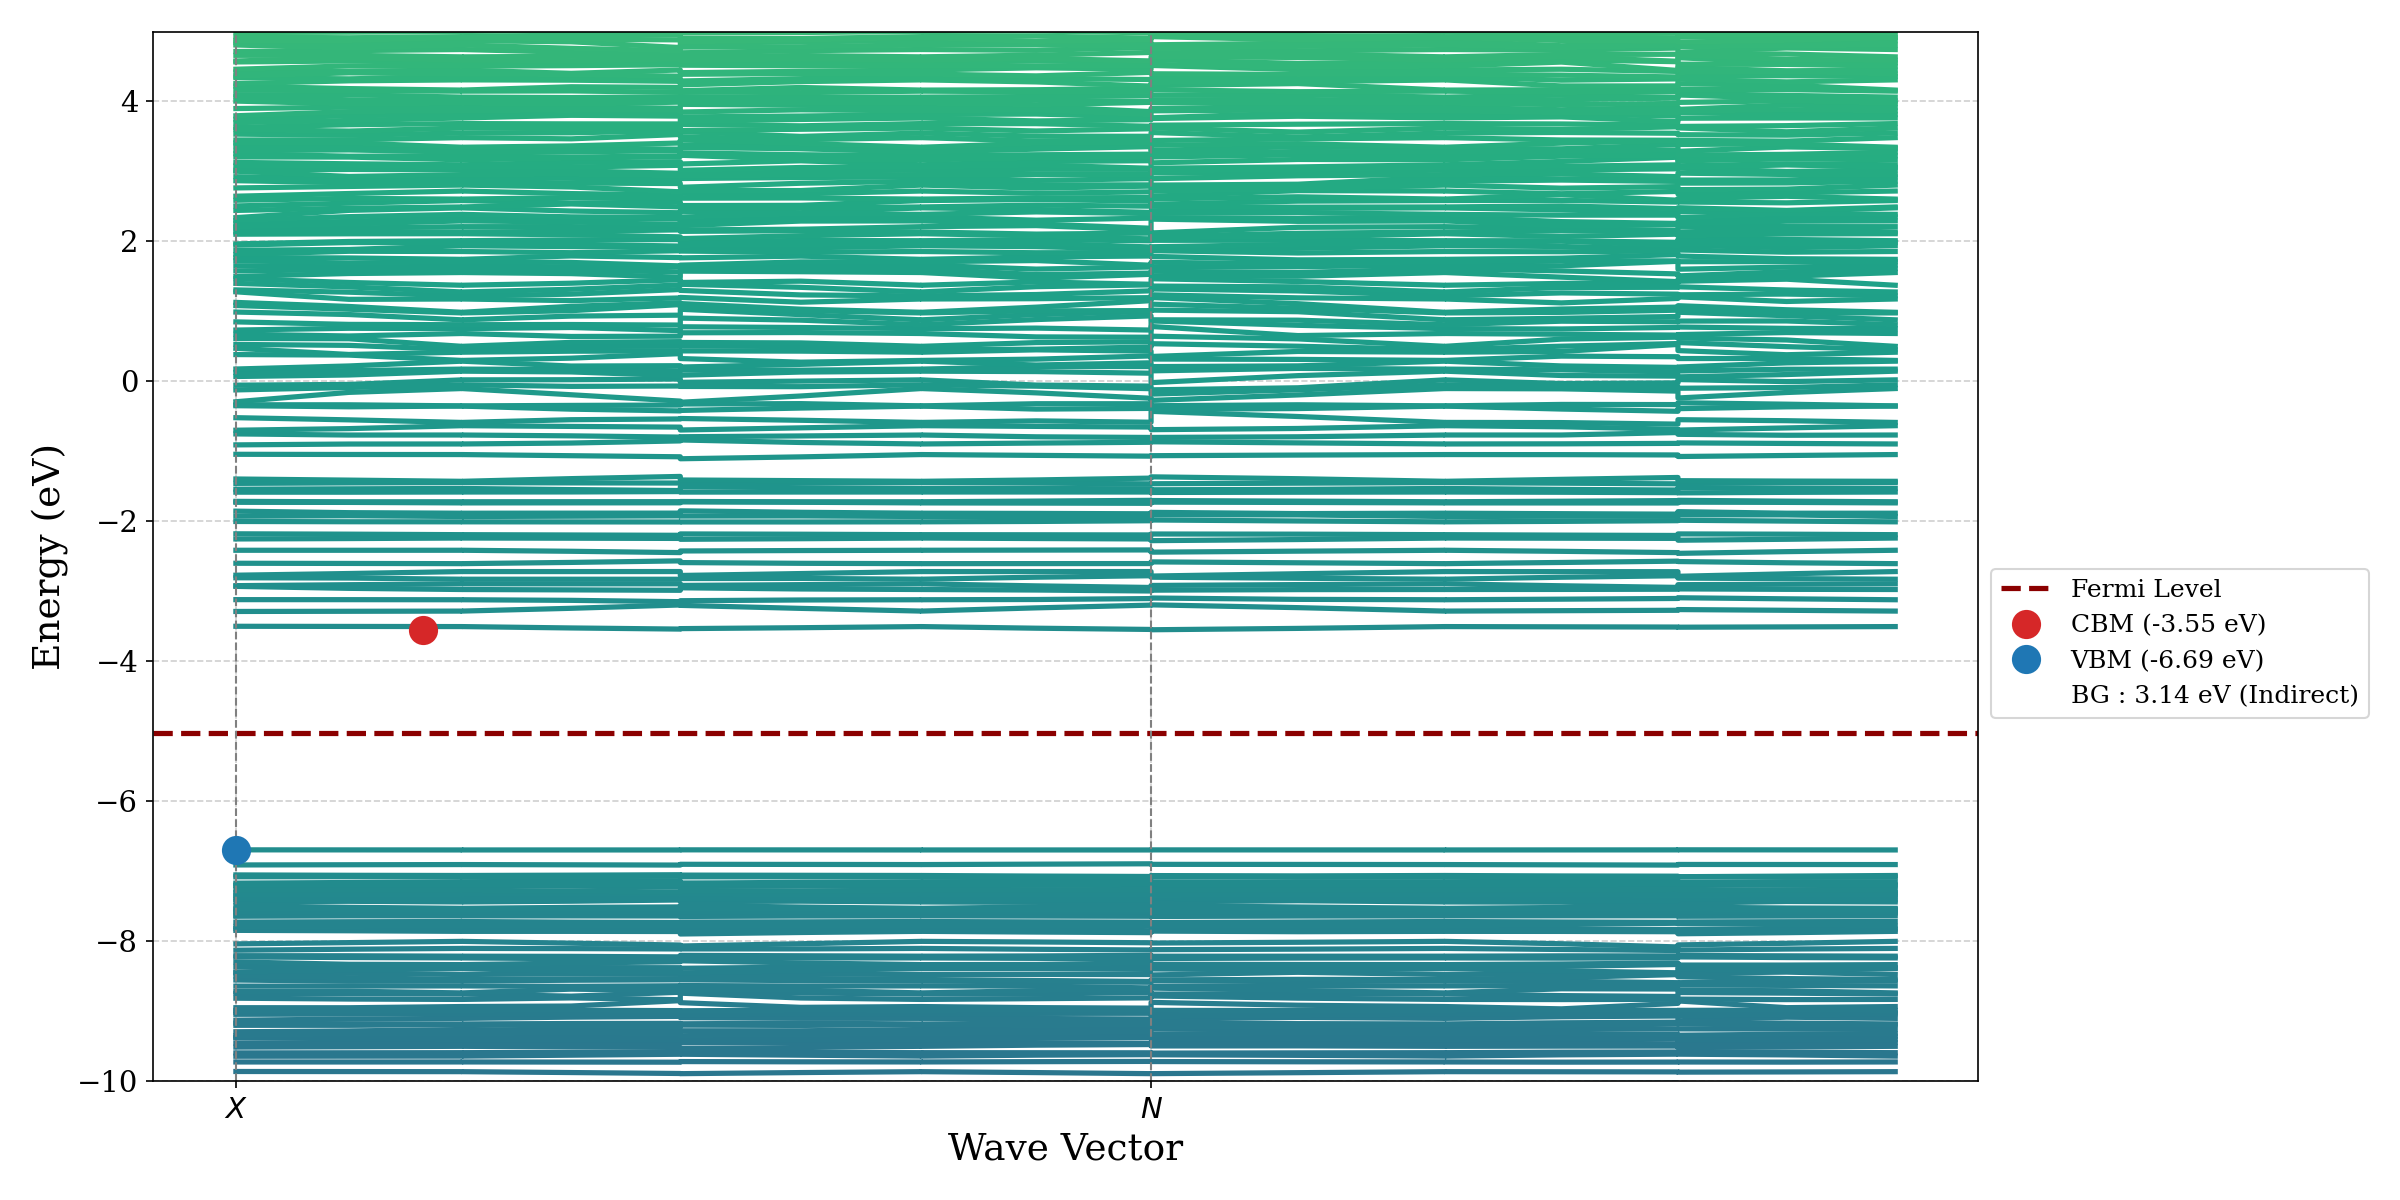 4
2
0
−2
−4
−6
−8
−10
Energy (eV)
X
N
Wave Vector
Fermi Level
CBM (-3.55 eV)
VBM (-6.69 eV)
BG : 3.14 eV (Indirect)